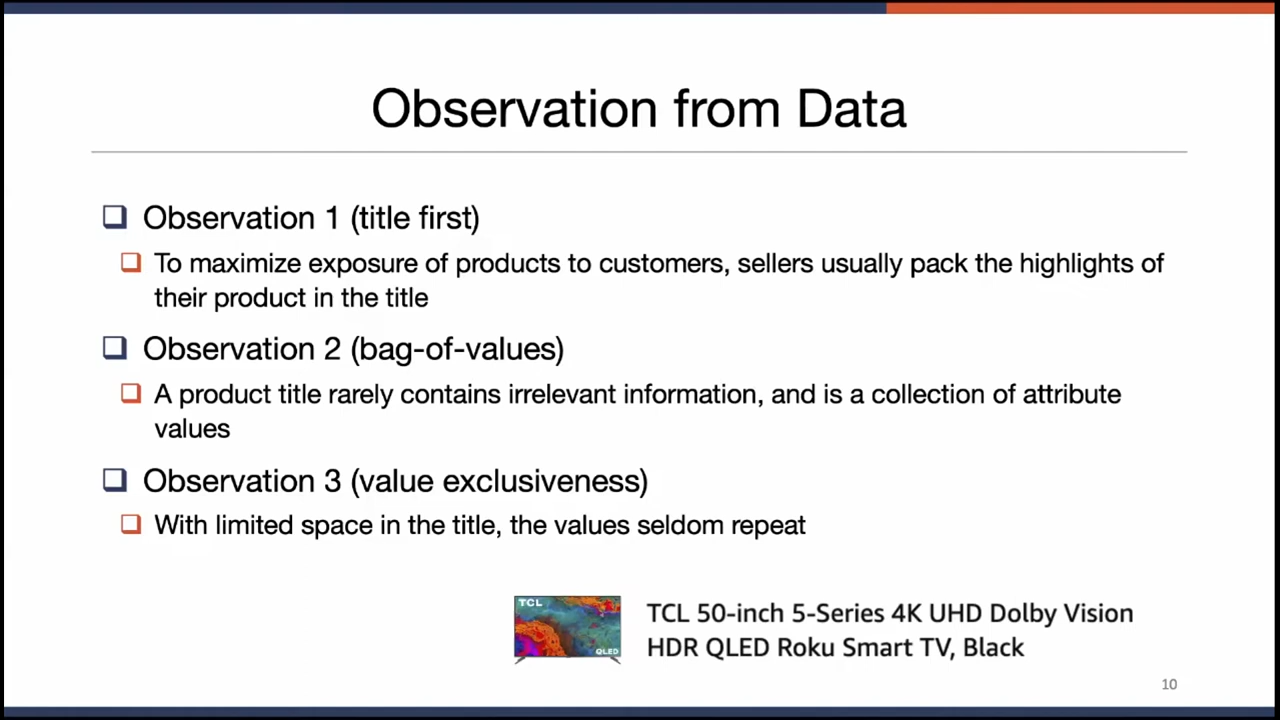 Observation from Data
Observation 1 (title first)
To maximize exposure of products to customers, sellers usually pack the highlights of
their product in the title
Observation 2 (bag-of-values)
A product title rarely contains irrelevant information, and is a collection of attribute
values
Observation 3 (value exclusiveness)
With limited space in the title, the values seldom repeat
TCL
QLED
TCL 50-inch 5-Series 4K UHD Dolby Vision
HDR QLED Roku Smart TV, Black
10